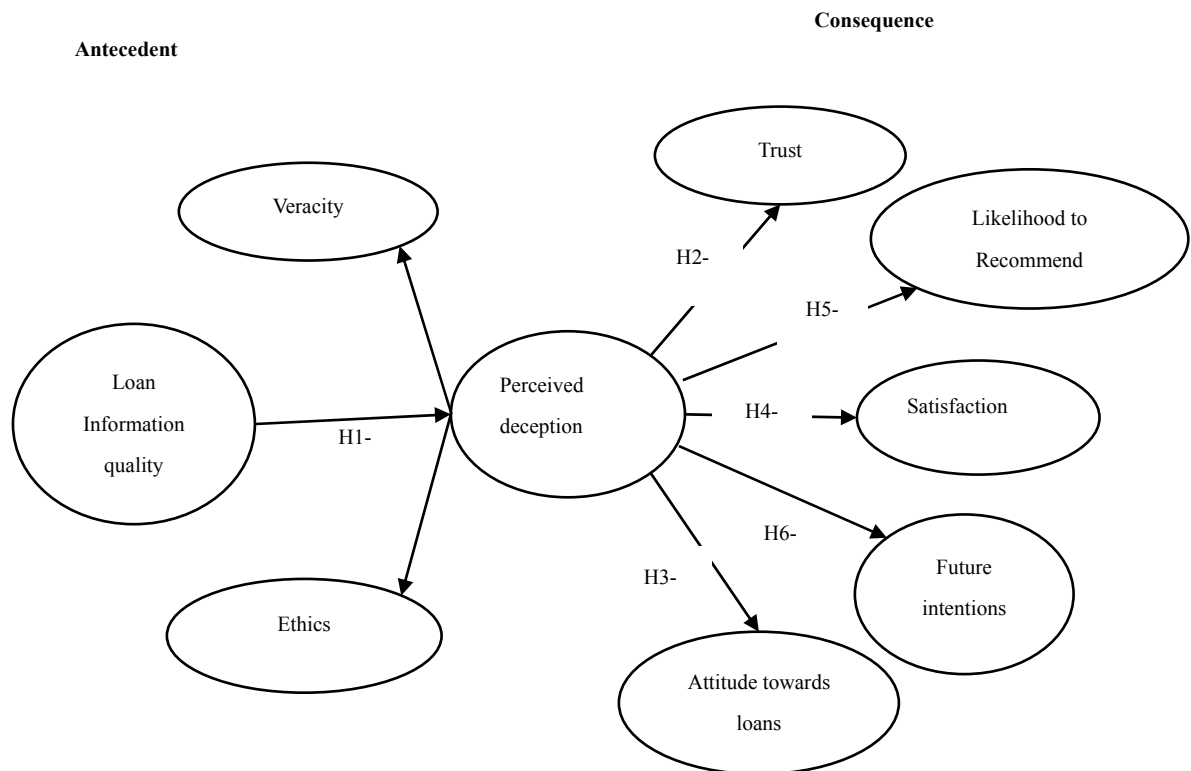 Consequence
Antecedent
Trust
Veracity
Likelihood to
Recommend
H2-
H5-
Loan
Information
quality
Perceived
deception
H1-
H4-
Satisfaction
H6-
H3-
Future
intentions
Ethics
Attitude towards
loans